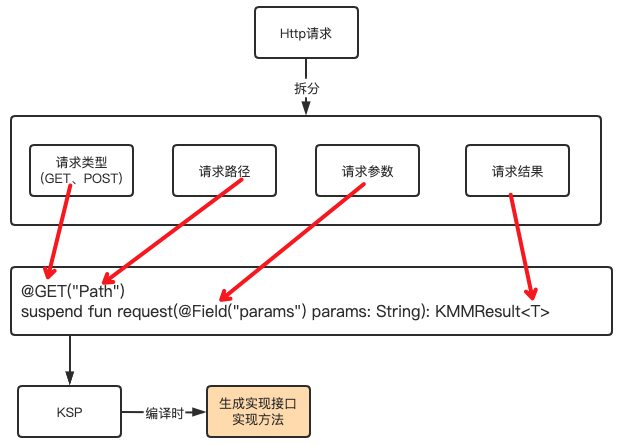 Http请求
拆分
请求类型
(GET、POST)
请求路径
请求参数
请求结果
@GET("Path")
suspend fun request(@Field("params") params: String): KMMResult<T>
KSP
编译时
生成实现接口
实现方法